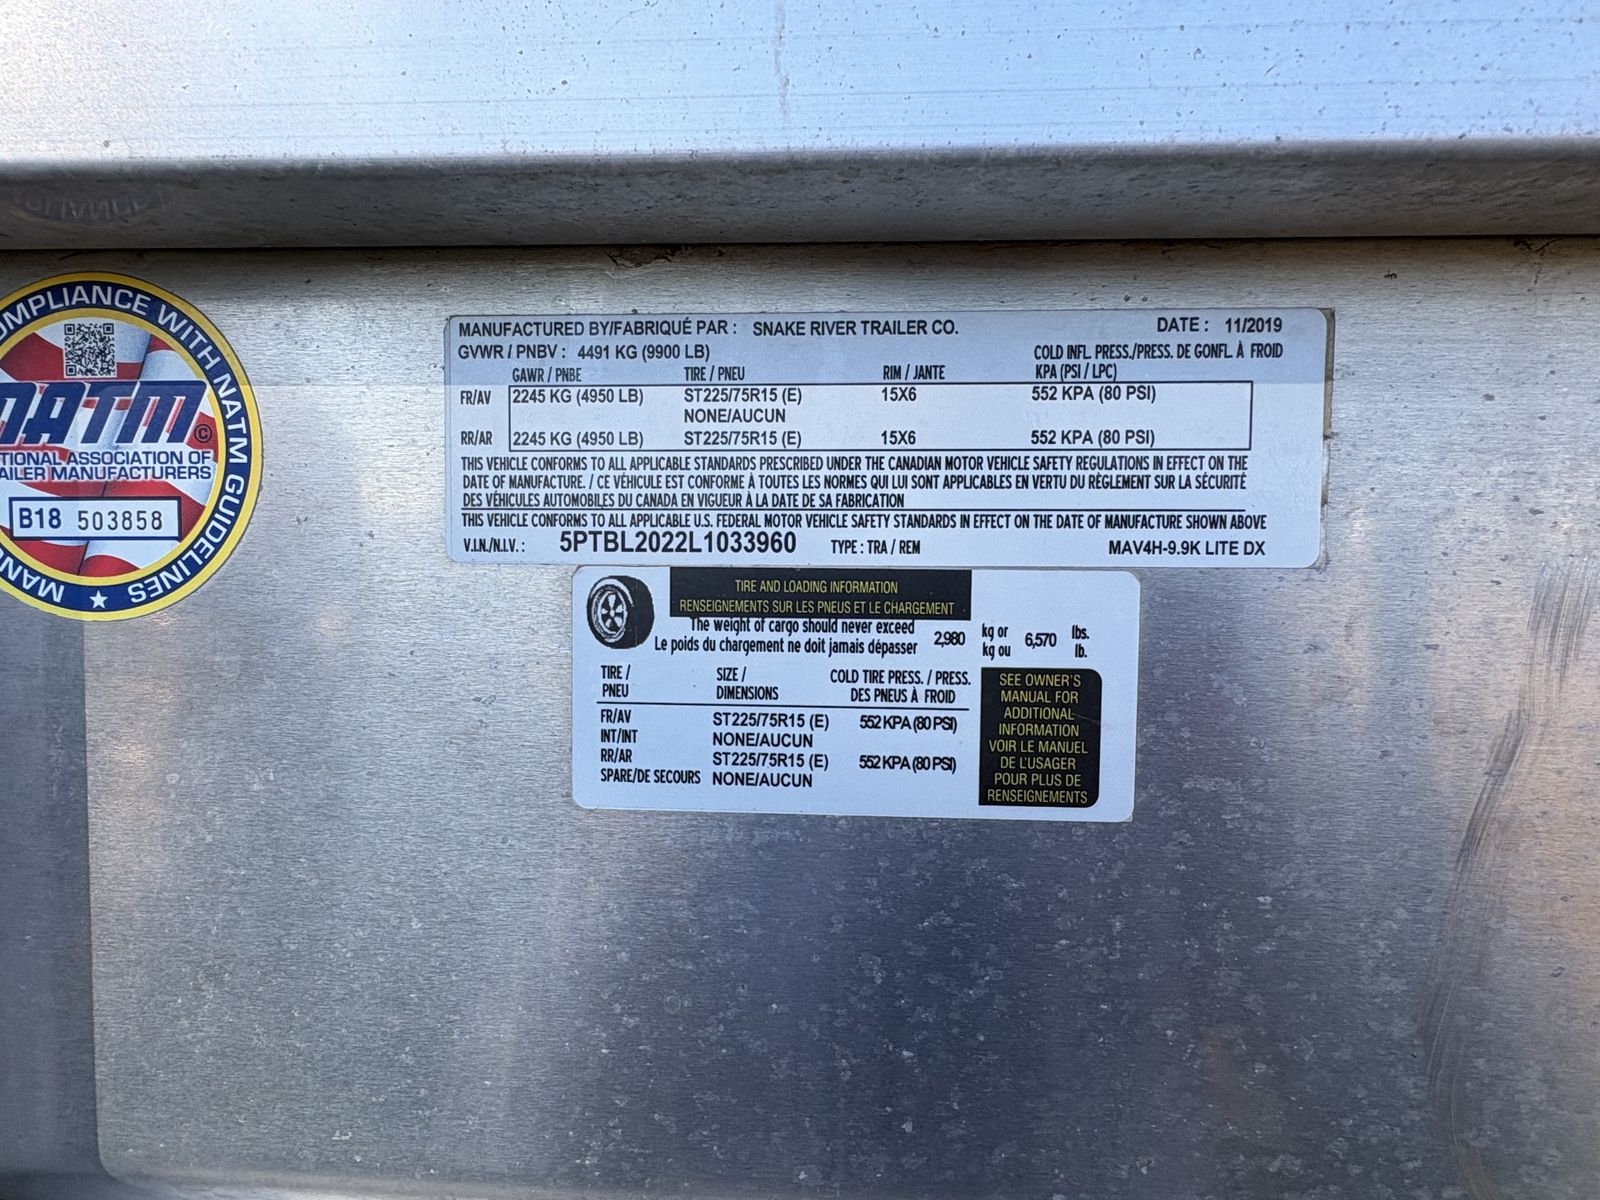 COMPLIANCE WITH NATM GUIDELINES
NATM ©
NATIONAL ASSOCIATION OF
TRAILER MANUFACTURERS
B18 503858
MANUFACTURED BY/FABRIQUÉ PAR : SNAKE RIVER TRAILER CO. DATE : 11/2019
GVWR / PNBV : 4491 KG (9900 LB) COLD INFL. PRESS./PRESS. DE GONFL. À FROID
GAWR / PNBE TIRE / PNEU RIM / JANTE KPA (PSI / LPC)
FR/AV 2245 KG (4950 LB) ST225/75R15 (E) 15X6 552 KPA (80 PSI)
NONE/AUCUN
RR/AR 2245 KG (4950 LB) ST225/75R15 (E) 15X6 552 KPA (80 PSI)
THIS VEHICLE CONFORMS TO ALL APPLICABLE STANDARDS PRESCRIBED UNDER THE CANADIAN MOTOR VEHICLE SAFETY REGULATIONS IN EFFECT ON THE
DATE OF MANUFACTURE. / CE VÉHICULE EST CONFORME À TOUTES LES NORMES QUI LUI SONT APPLICABLES EN VERTU DU RÈGLEMENT SUR LA SÉCURITÉ
DES VÉHICULES AUTOMOBILES DU CANADA EN VIGUEUR À LA DATE DE SA FABRICATION
THIS VEHICLE CONFORMS TO ALL APPLICABLE U.S. FEDERAL MOTOR VEHICLE SAFETY STANDARDS IN EFFECT ON THE DATE OF MANUFACTURE SHOWN ABOVE
V.I.N./N.I.V. : 5PTBL2022L1033960 TYPE : TRA / REM MAV4H-9.9K LITE DX
TIRE AND LOADING INFORMATION
RENSEIGNEMENTS SUR LES PNEUS ET LE CHARGEMENT
The weight of cargo should never exceed 2,980 kg or 6,570 lbs.
Le poids du chargement ne doit jamais dépasser kg ou lb.
TIRE / SIZE / COLD TIRE PRESS. / PRESS.
PNEU DIMENSIONS DES PNEUS À FROID
FR/AV ST225/75R15 (E) 552 KPA (80 PSI)
INT/INT NONE/AUCUN
RR/AR ST225/75R15 (E) 552 KPA (80 PSI)
SPARE/DE SECOURS NONE/AUCUN
SEE OWNER'S
MANUAL FOR
ADDITIONAL
INFORMATION
VOIR LE MANUEL
DE L'USAGER
POUR PLUS DE
RENSEIGNEMENTS